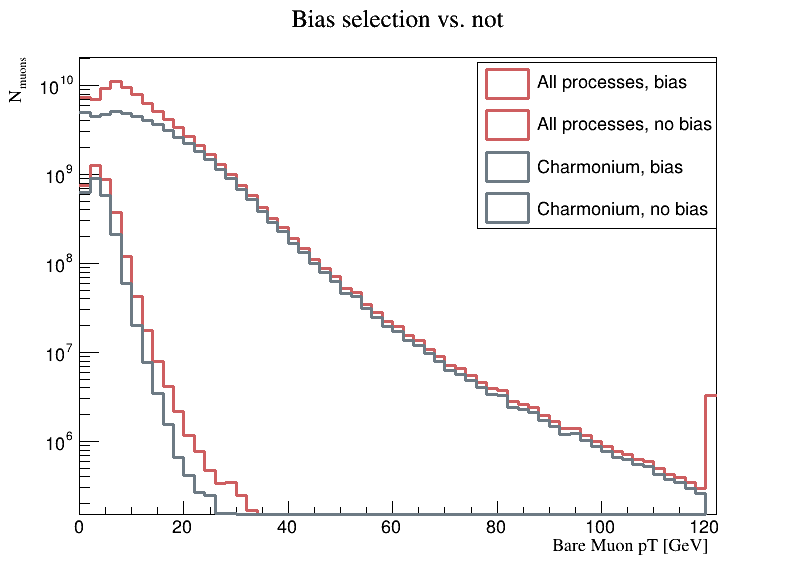 Bias selection vs. not
N_muons
10^10
10^9
10^8
10^7
10^6
All processes, bias
All processes, no bias
Charmonium, bias
Charmonium, no bias
0 20 40 60 80 100 120
Bare Muon pT [GeV]